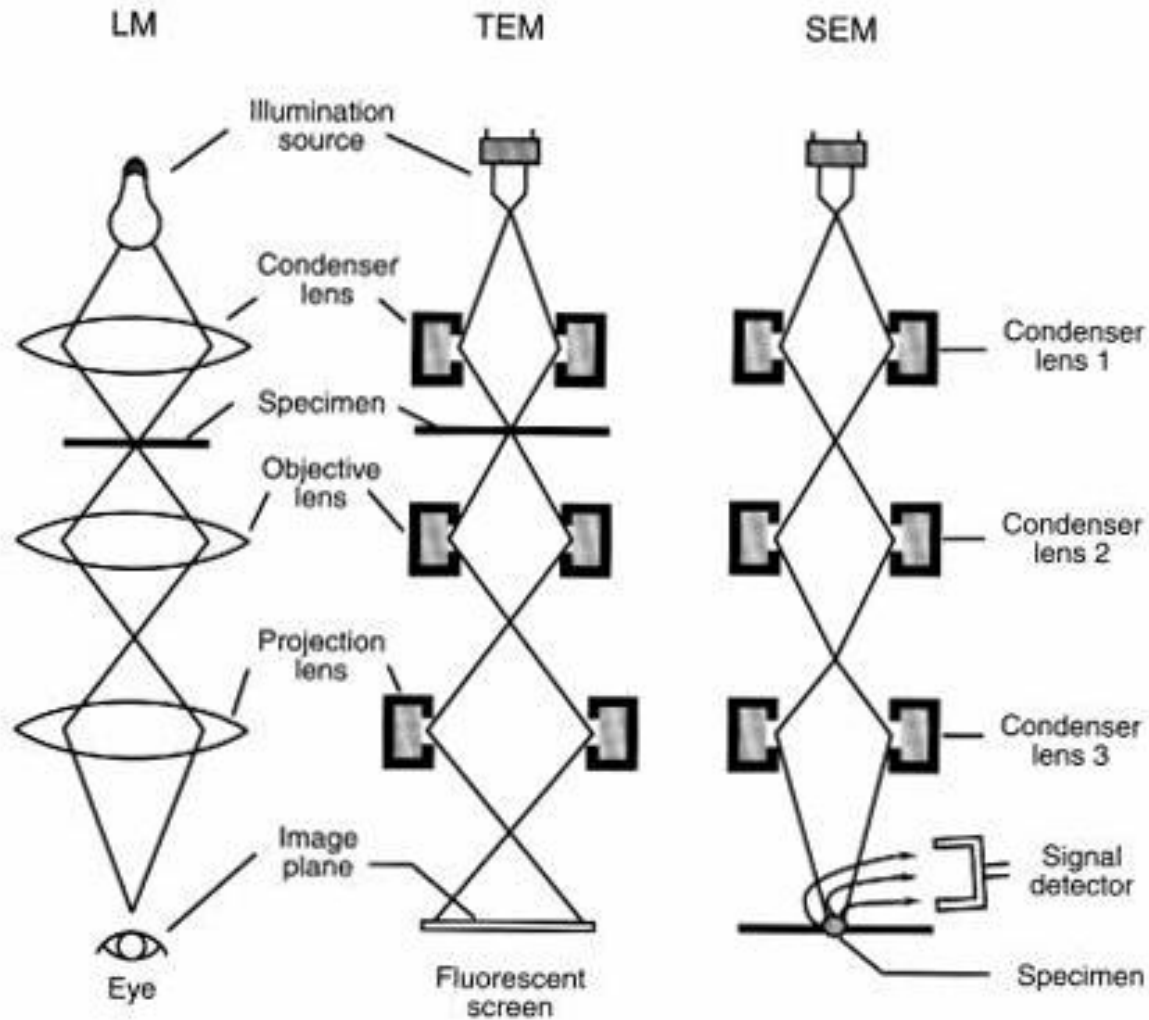 LM
TEM
SEM
Illumination
source
Condenser
lens
Condenser
lens 1
Specimen
Objective
lens
Condenser
lens 2
Projection
lens
Condenser
lens 3
Image
plane
Signal
detector
Eye
Fluorescent
screen
Specimen